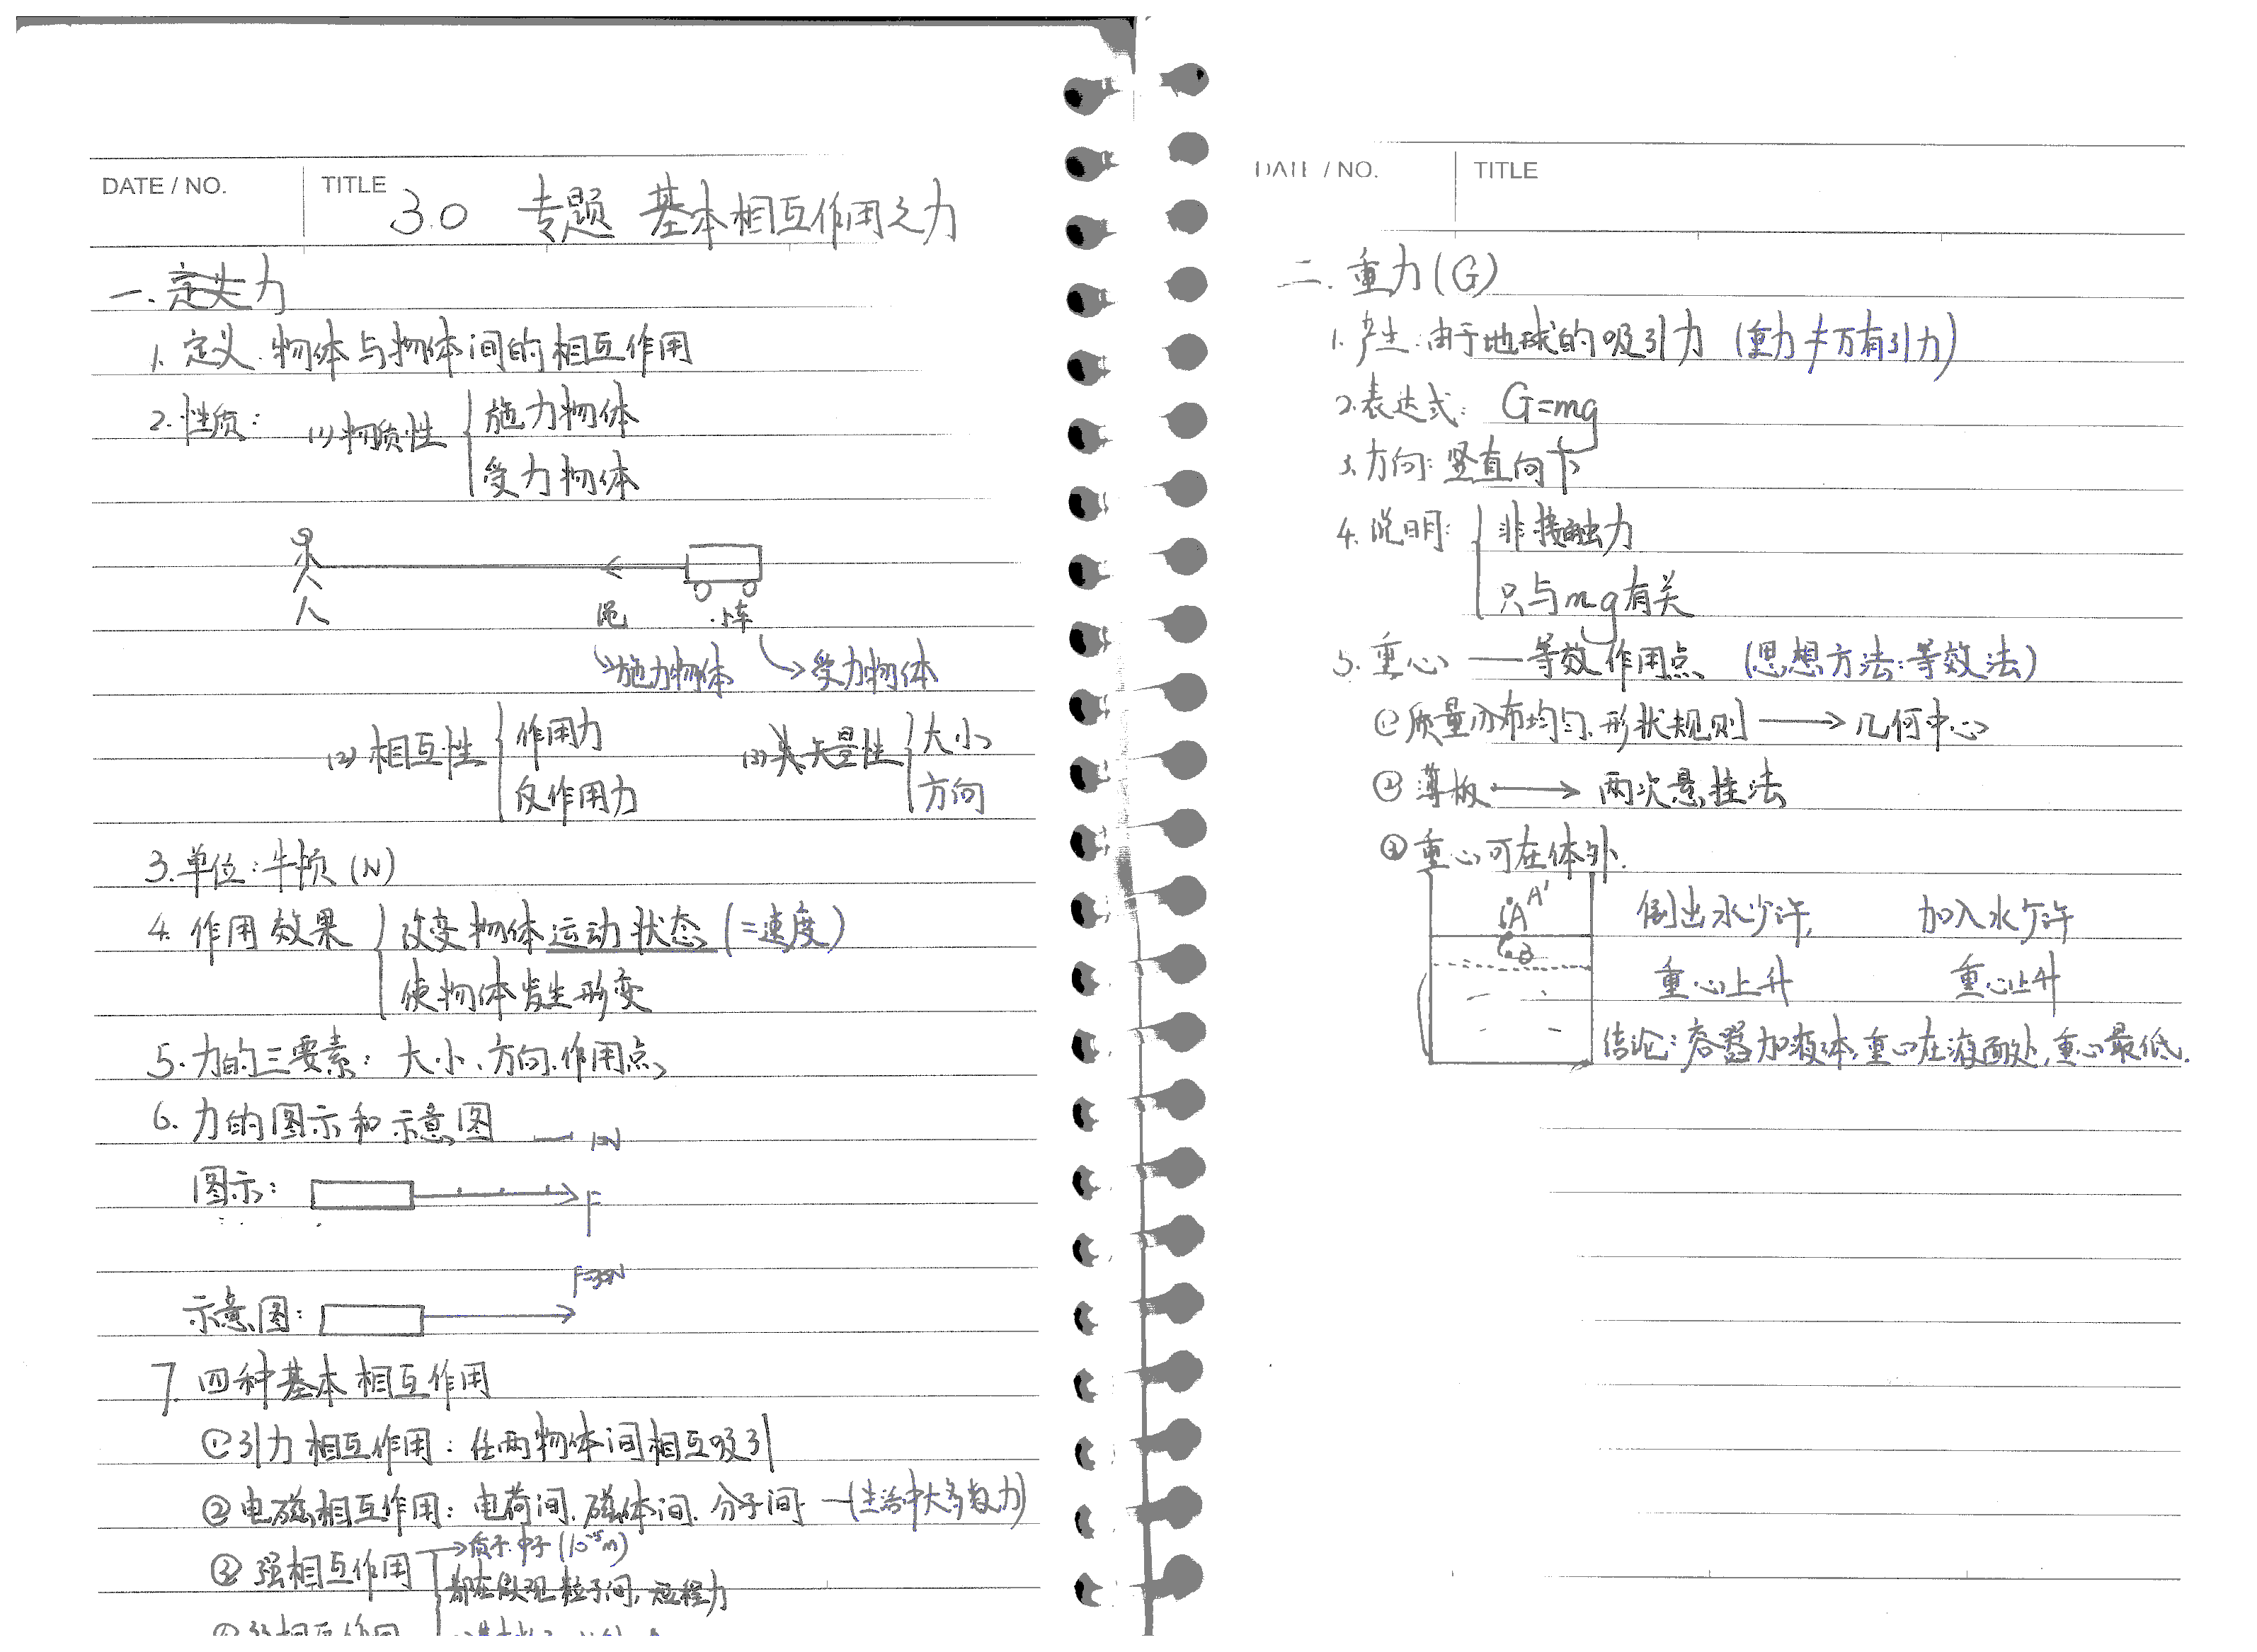 DATE / NO. TITLE 3.0 专题 基本相互作用之力
一. 力
1. 定义. 物体与物体间的相互作用
2. 性质: (1) 物质性 施力物体
受力物体
人 绳 小车
施力物体 受力物体
(2) 相互性 作用力 (3) 矢量性 大小
反作用力 方向
3. 单位: 牛顿 (N)
4. 作用效果 改变物体运动状态 (=速度)
使物体发生形变
5. 力的三要素: 大小、方向、作用点
6. 力的图示和示意图 10N
图示: F
F=30N
示意图:
7 四种基本相互作用
①引力相互作用: 任两物体间相互吸引
②电磁相互作用: 电荷间. 磁体间. 分子间 —(生活中大多数力)
③ 强相互作用 →质子.中子 (10⁻¹⁵m)
都在微观粒子间, 短程力
相互作用
DATE / NO. TITLE
二. 重力 (G)
1. 产生: 由于地球的吸引力 (重力≠万有引力)
2. 表达式: G=mg
3. 方向: 竖直向下
4. 说明: 非接触力
只与mg有关
5. 重心 —— 等效作用点 (思想方法: 等效法)
① 质量分布均匀. 形状规则 → 几何中心
② 薄板 → 两次悬挂法
③ 重心可在体外.
A A' 倒出水少许, 加入水少许
B 重心上升 重心上升
结论: 容器加液体, 重心在液面处, 重心最低.